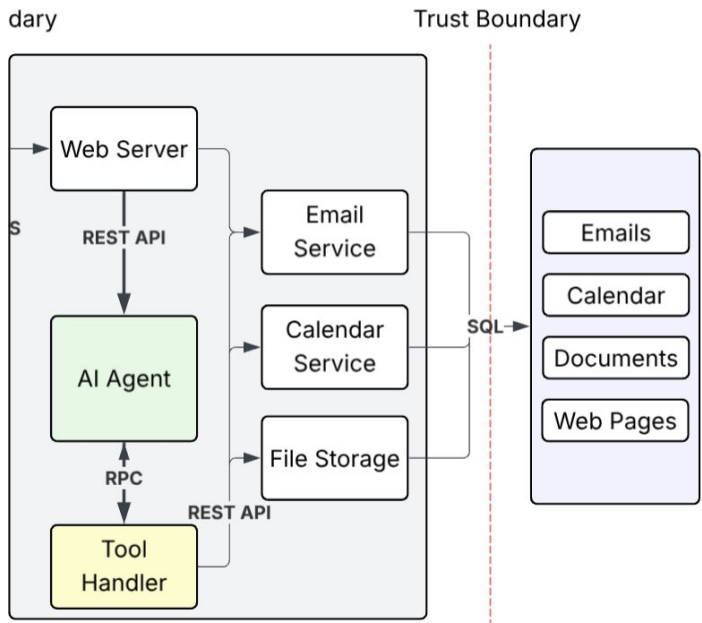 dary
Trust Boundary
Web Server
S
REST API
Email
Service
AI Agent
Calendar
Service
SQL
RPC
File Storage
REST API
Tool
Handler
Emails
Calendar
Documents
Web Pages